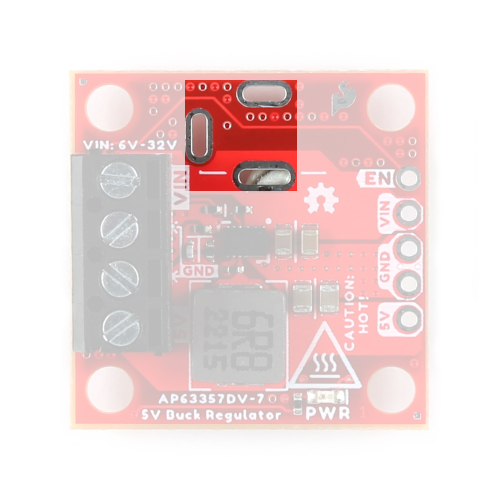 VIN: 6V-32V
VIN
EN
VIN
GND
GND
5V
CAUTION:
HOT!
6R8
2215
AP63357DV-7
5V Buck Regulator
PWR